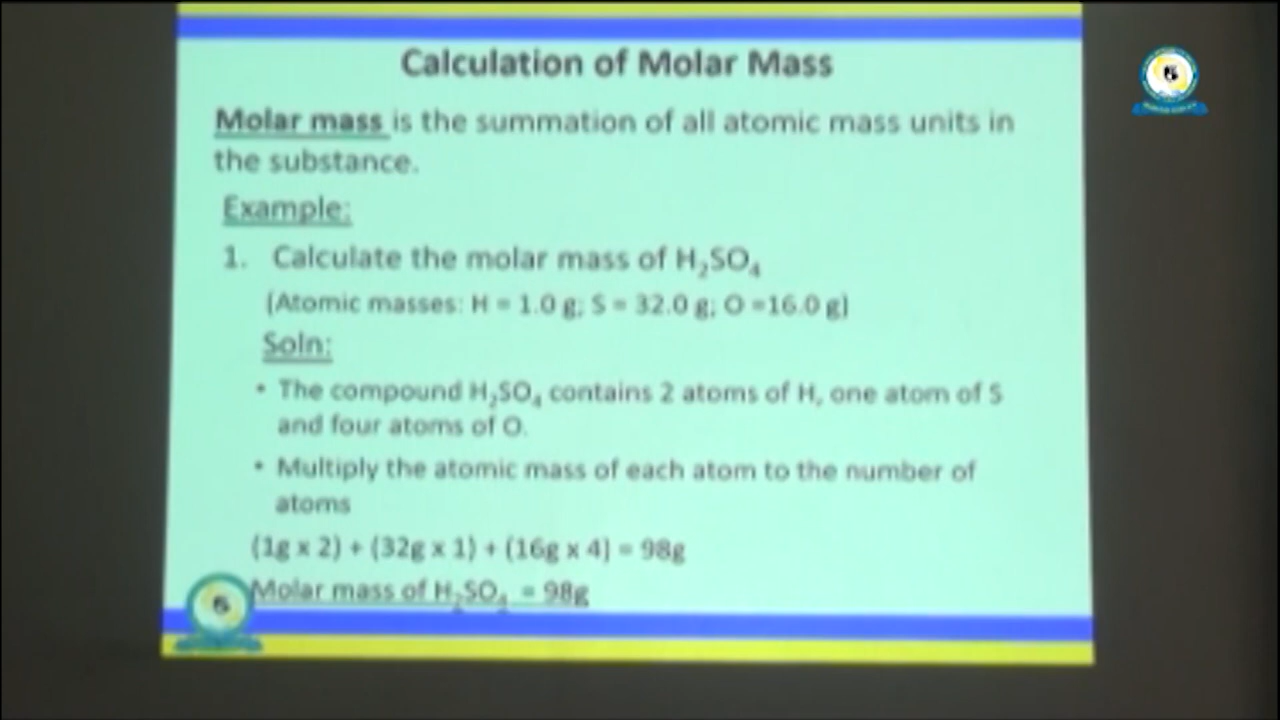 Calculation of Molar Mass
Molar mass is the summation of all atomic mass units in
the substance.
Example:
1. Calculate the molar mass of H₂SO₄
(Atomic masses: H = 1.0 g; S = 32.0 g; O =16.0 g)
Soln:
• The compound H₂SO₄ contains 2 atoms of H, one atom of S
and four atoms of O.
• Multiply the atomic mass of each atom to the number of
atoms
(1g x 2) + (32g x 1) + (16g x 4) = 98g
Molar mass of H₂SO₄ = 98g